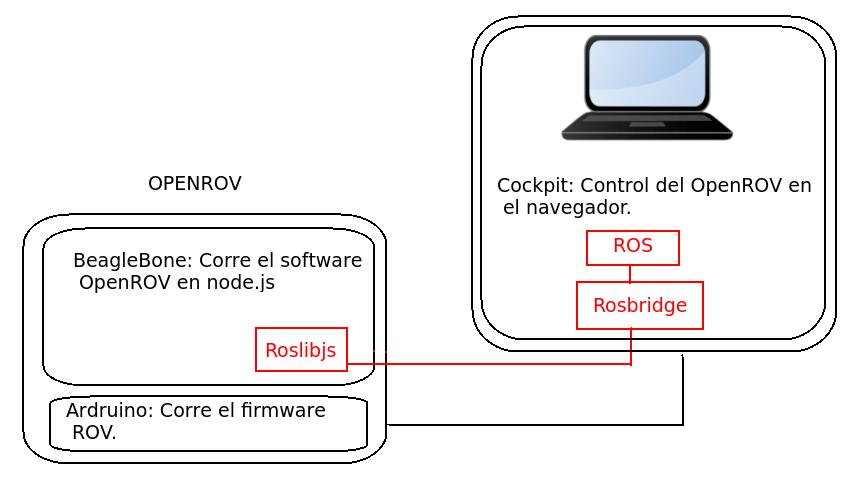 OPENROV
BeagleBone: Corre el software
OpenROV en node.js
Roslibjs
Ardruino: Corre el firmware
ROV.
Cockpit: Control del OpenROV en
el navegador.
ROS
Rosbridge